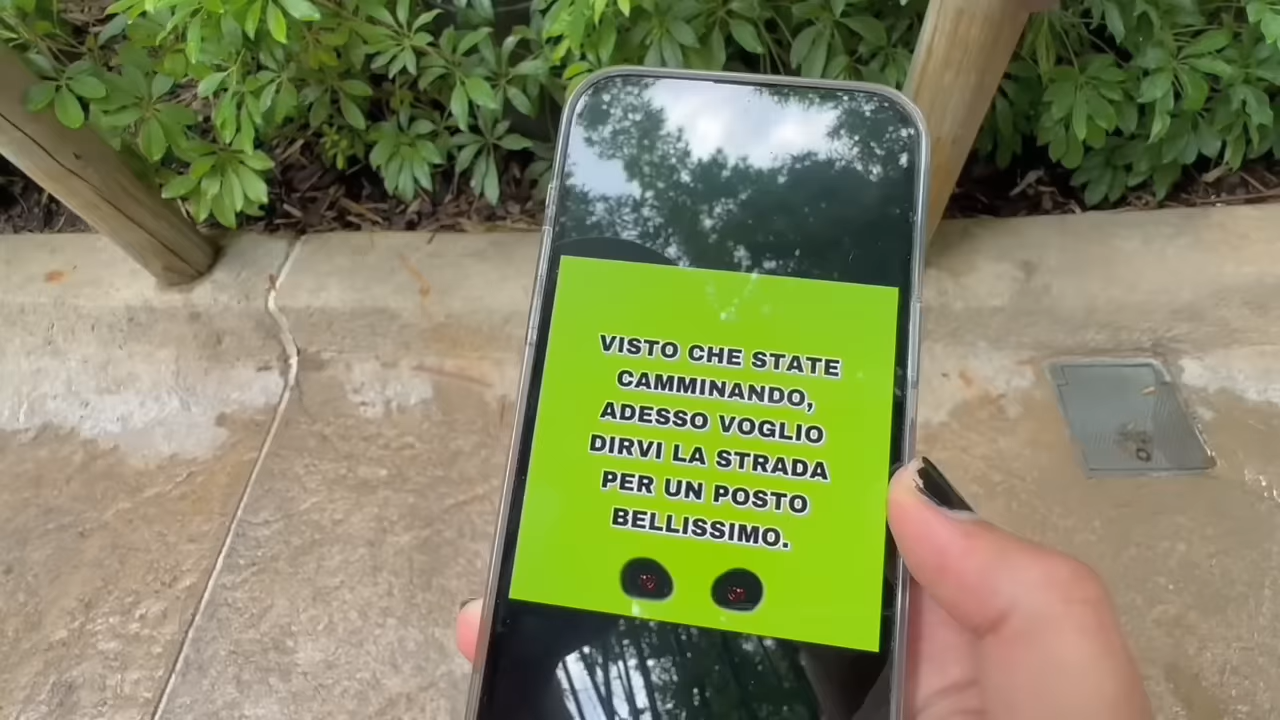 VISTO CHE STATE
CAMMINANDO,
ADESSO VOGLIO
DIRVI LA STRADA
PER UN POSTO
BELLISSIMO.